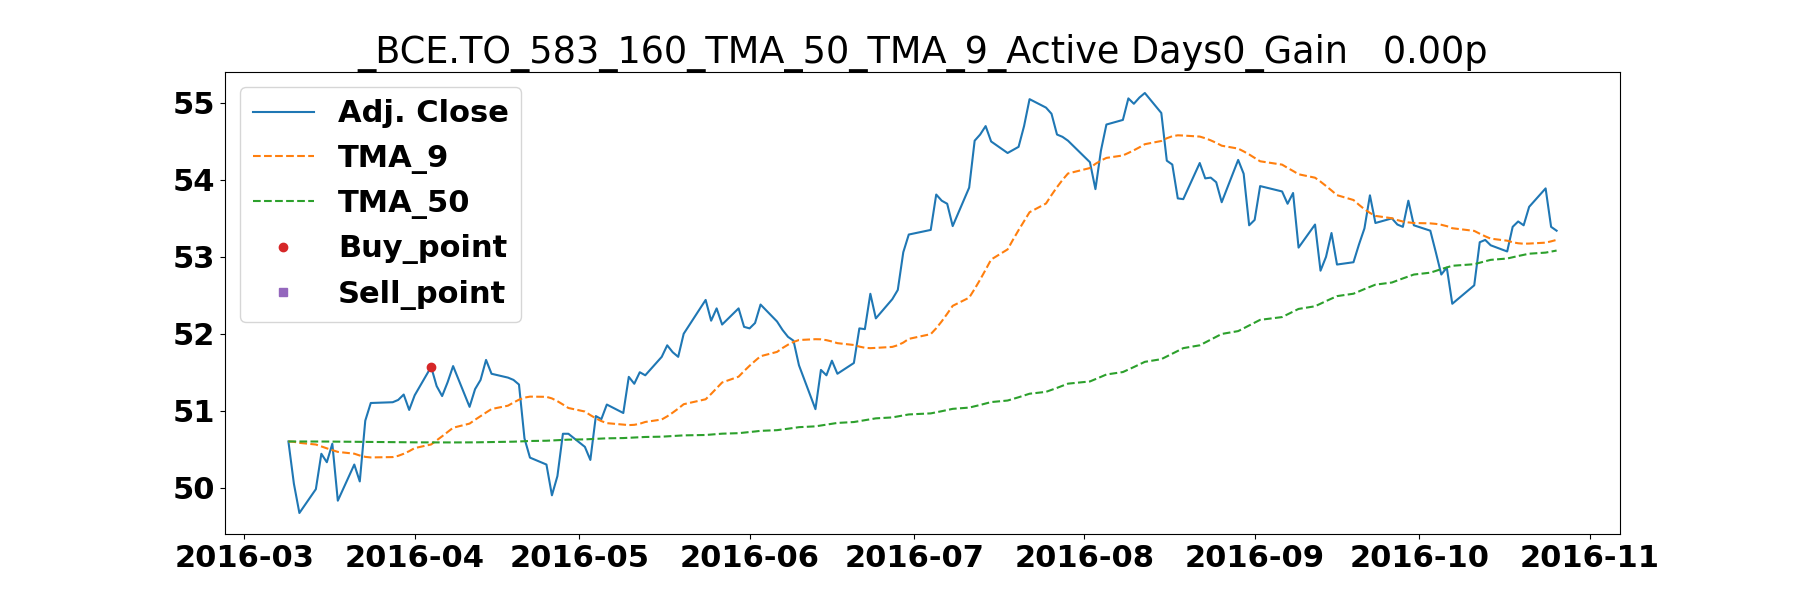 _BCE.TO_583_160_TMA_50_TMA_9_Active Days0_Gain   0.00p
55
54
53
52
51
50
Adj. Close
TMA_9
TMA_50
Buy_point
Sell_point
2016-03 2016-04 2016-05 2016-06 2016-07 2016-08 2016-09 2016-10 2016-11